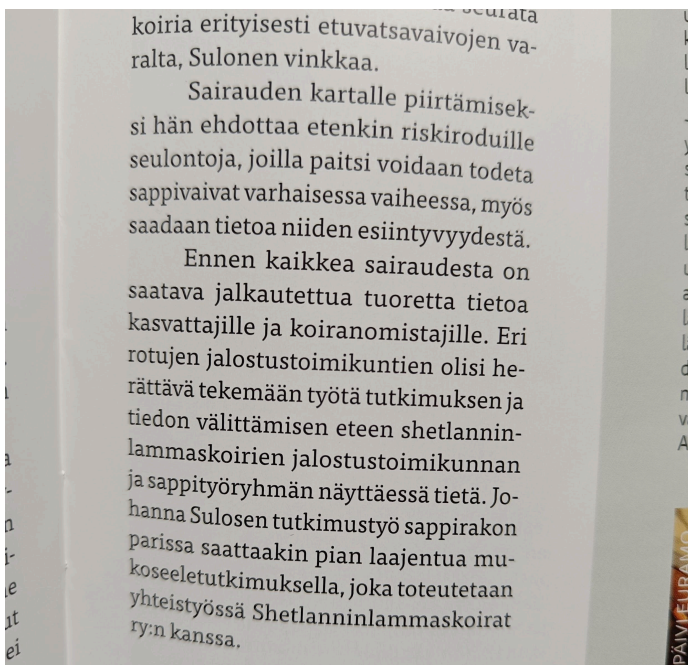 seurata
koiria erityisesti etuvatsavaivojen va-
ralta, Sulonen vinkkaa.
Sairauden kartalle piirtämisek-
si hän ehdottaa etenkin riskiroduille
seulontoja, joilla paitsi voidaan todeta
sappivaivat varhaisessa vaiheessa, myös
saadaan tietoa niiden esiintyvyydestä.
Ennen kaikkea sairaudesta on
saatava jalkautettua tuoretta tietoa
kasvattajille ja koiranomistajille. Eri
rotujen jalostustoimikuntien olisi he-
rättävä tekemään työtä tutkimuksen ja
tiedon välittämisen eteen shetlannin-
lammaskoirien jalostustoimikunnan
ja sappityöryhmän näyttäessä tietä. Jo-
hanna Sulosen tutkimustyö sappirakon
parissa saattaakin pian laajentua mu-
koseeletutkimuksella, joka toteutetaan
yhteistyössä Shetlanninlammaskoirat
ry:n kanssa.
PÄIVI EURAMO